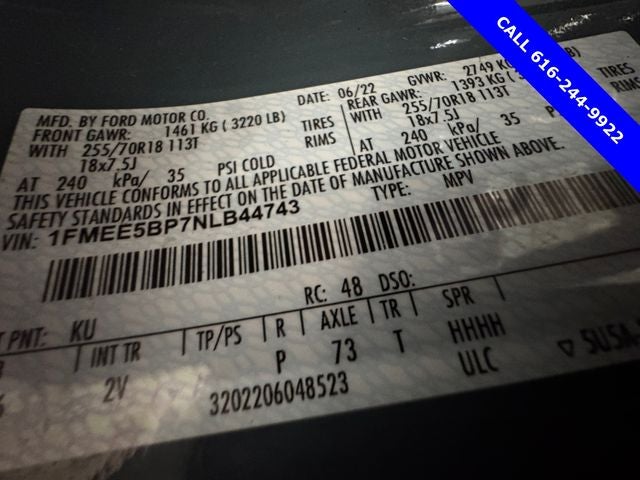 CALL 616-244-9922
MFD. BY FORD MOTOR CO.
DATE: 06/22 GVWR: 2749 KG
FRONT GAWR: 1461 KG ( 3220 LB)
REAR GAWR: 1393 KG
WITH 255/70R18 113T TIRES
WITH 255/70R18 113T TIRES
18x7.5J RIMS
18x7.5J RIMS
AT 240 kPa/ 35 PSI COLD
AT 240 kPa/ 35
THIS VEHICLE CONFORMS TO ALL APPLICABLE FEDERAL MOTOR VEHICLE
SAFETY STANDARDS IN EFFECT ON THE DATE OF MANUFACTURE SHOWN ABOVE.
VIN: 1FMEE5BP7NLB44743 TYPE: MPV
RC: 48 DSO:
PNT: KU
INT TR TP/PS R AXLE TR SPR
2V P 73 T HHHH
3202206048523 ULC